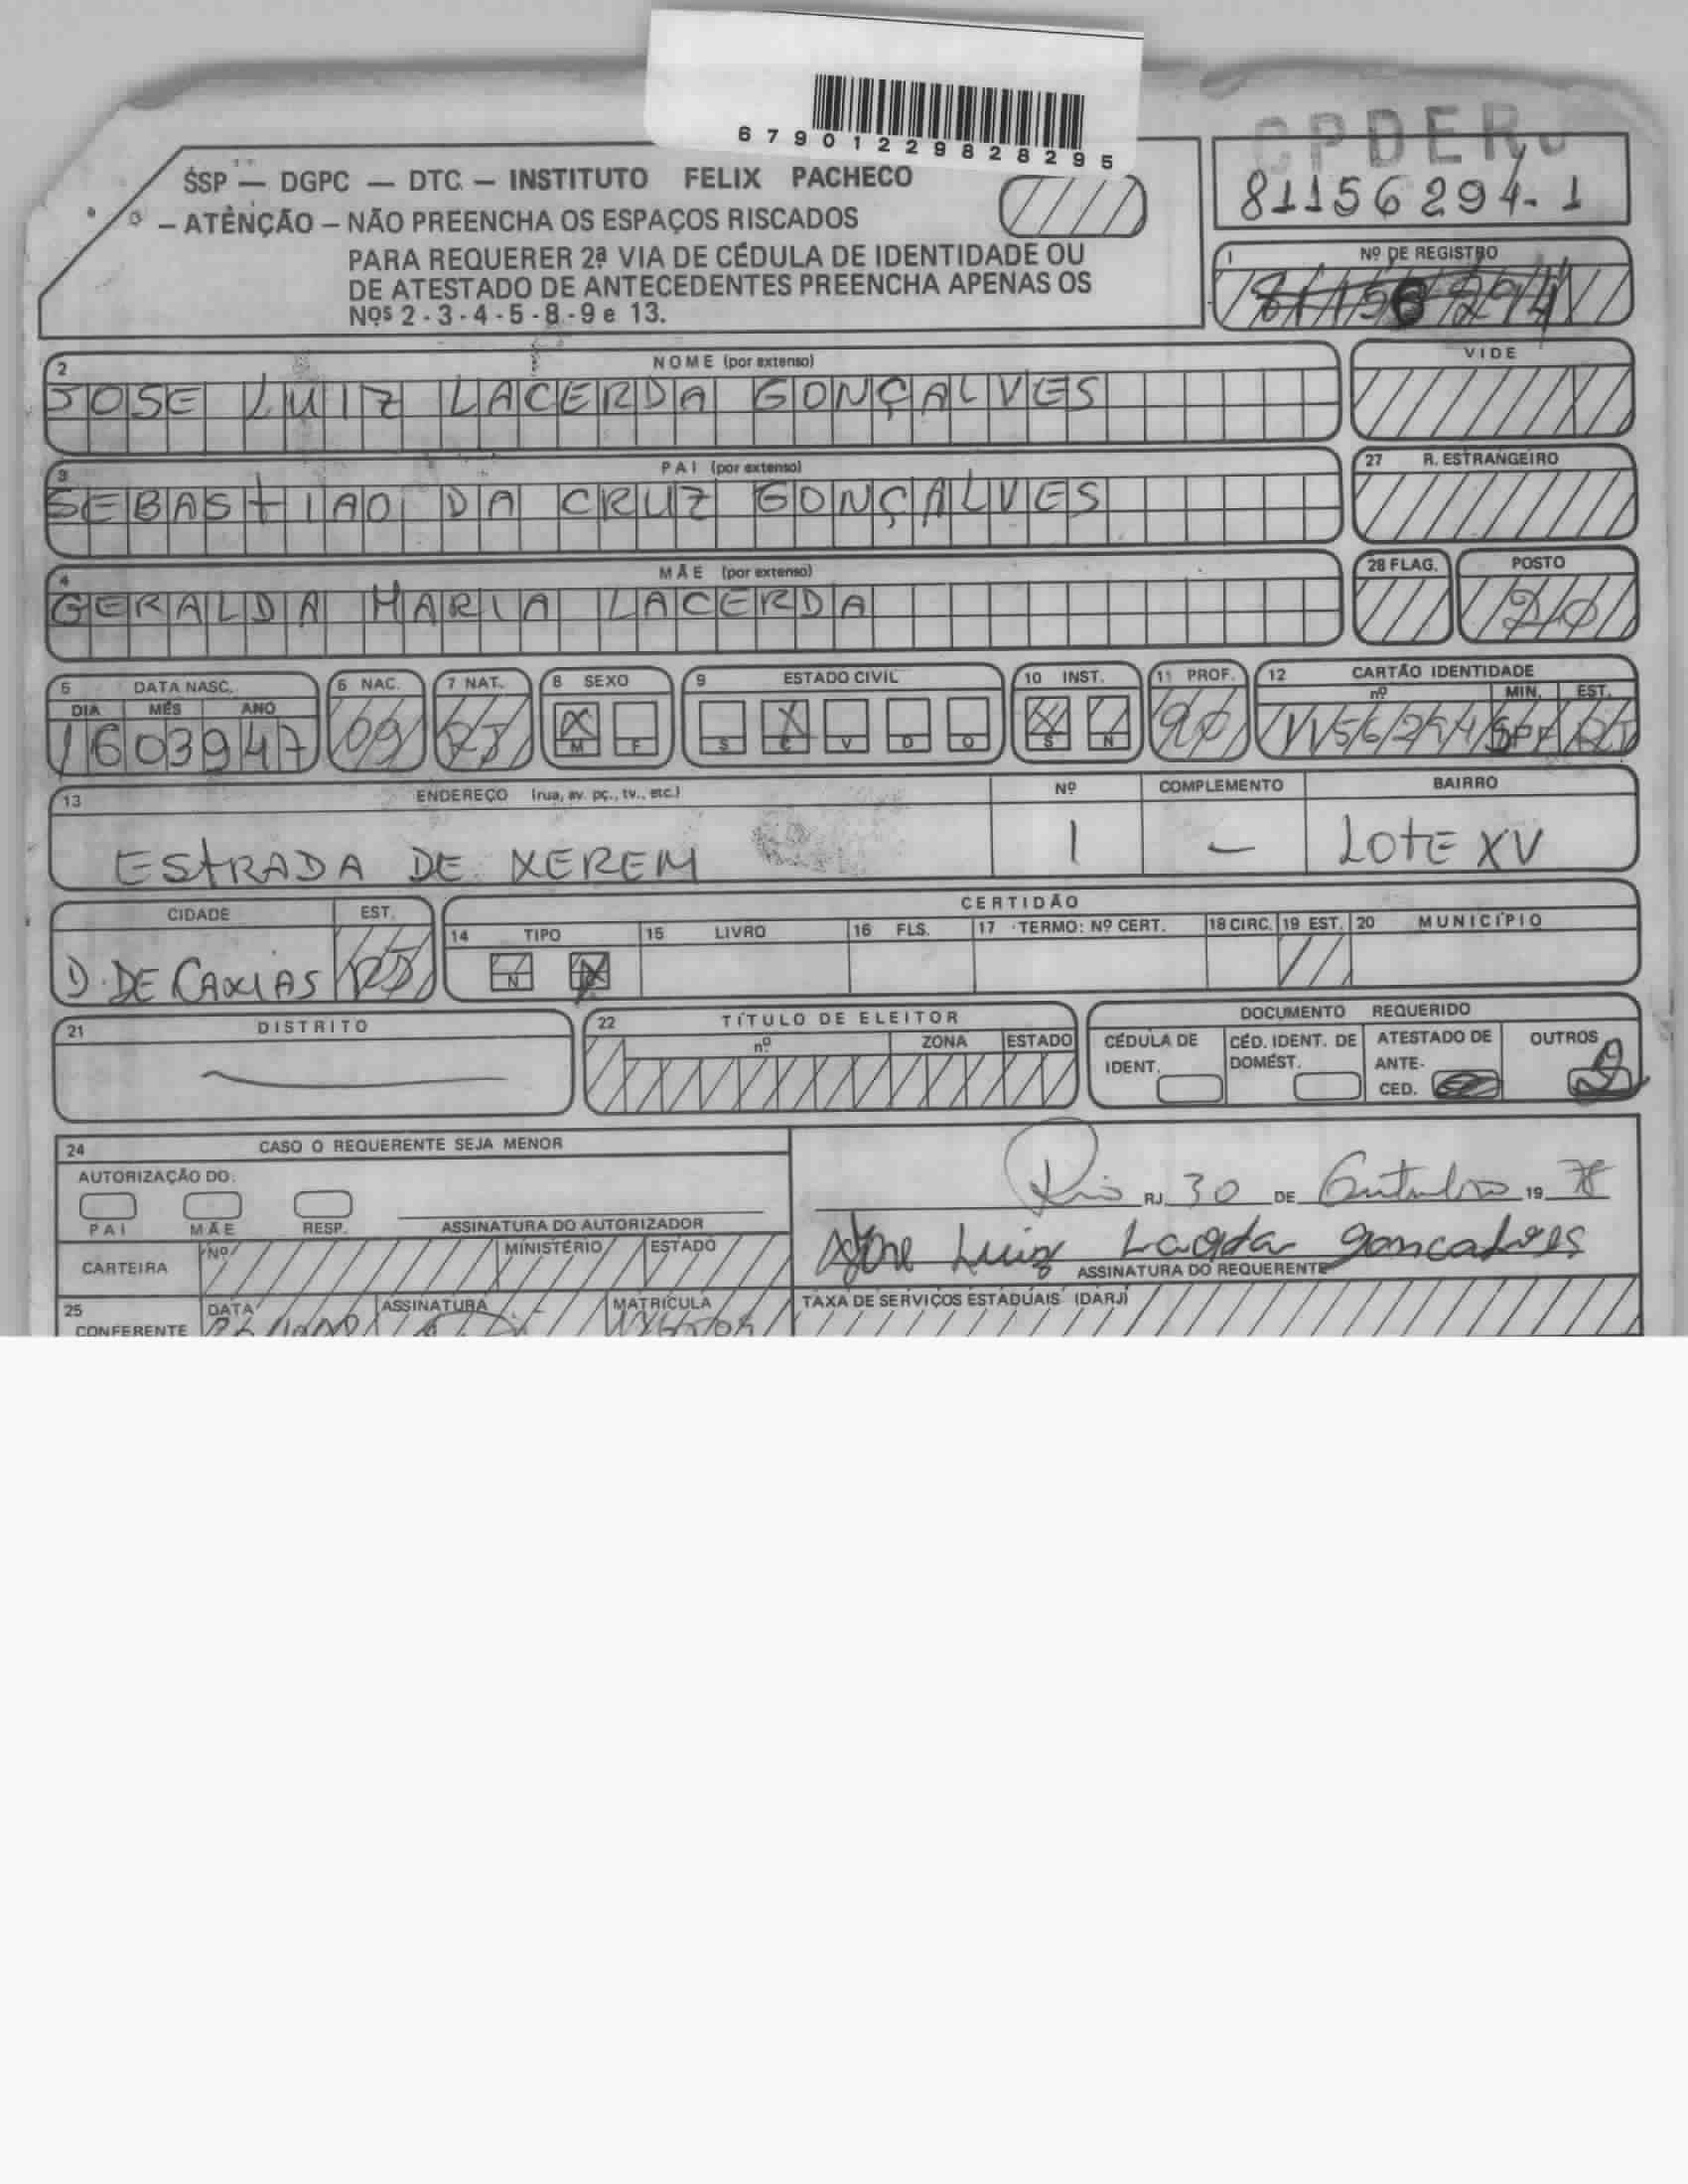 67901229828295
CPDERJ
SSP — DGPC — DTC. — INSTITUTO FELIX PACHECO
81156294-1
– ATENÇÃO – NÃO PREENCHA OS ESPAÇOS RISCADOS
PARA REQUERER 2ª VIA DE CÉDULA DE IDENTIDADE OU
DE ATESTADO DE ANTECEDENTES PREENCHA APENAS OS
Nºs 2 - 3 - 4 - 5 - 8 - 9 e 13.
1 Nº DE REGISTRO
81156294
2 NOME (por extenso)
JOSE LUIZ LACERDA GONÇALVES
VIDE
3 PAI (por extenso)
SEBASTIAO DA CRUZ GONÇALVES
27 R. ESTRANGEIRO
4 MÃE (por extenso)
GERALDA MARIA LACERDA
28 FLAG. POSTO
20
5 DATA NASC. 6 NAC. 7 NAT. 8 SEXO 9 ESTADO CIVIL 10 INST. 11 PROF. 12 CARTÃO IDENTIDADE
DIA MÊS ANO nº MIN. EST.
16 03 947 09 RJ X X X 90 RJ
M F S C V D O S N
13 ENDEREÇO (rua, av. pç., tv., etc.) Nº COMPLEMENTO BAIRRO
ESTRADA DE XEREM 1 — LOTE XV
CIDADE EST. CERTIDÃO
14 TIPO 15 LIVRO 16 FLS. 17 TERMO: Nº CERT. 18 CIRC. 19 EST. 20 MUNICÍPIO
D. DE CAXIAS RJ N
21 DISTRITO 22 TÍTULO DE ELEITOR DOCUMENTO REQUERIDO
nº ZONA ESTADO CÉDULA DE IDENT. CÉD. IDENT. DE DOMÉST. ATESTADO DE ANTE-CED. OUTROS
24 CASO O REQUERENTE SEJA MENOR
AUTORIZAÇÃO DO:
Rio RJ 30 DE Outubro 19 78
PAI MÃE RESP. ASSINATURA DO AUTORIZADOR
Jose Luiz Lacerda Goncalves
CARTEIRA Nº MINISTÉRIO ESTADO ASSINATURA DO REQUERENTE
25 CONFERENTE DATA ASSINATURA MATRÍCULA TAXA DE SERVIÇOS ESTADUAIS (DARJ)